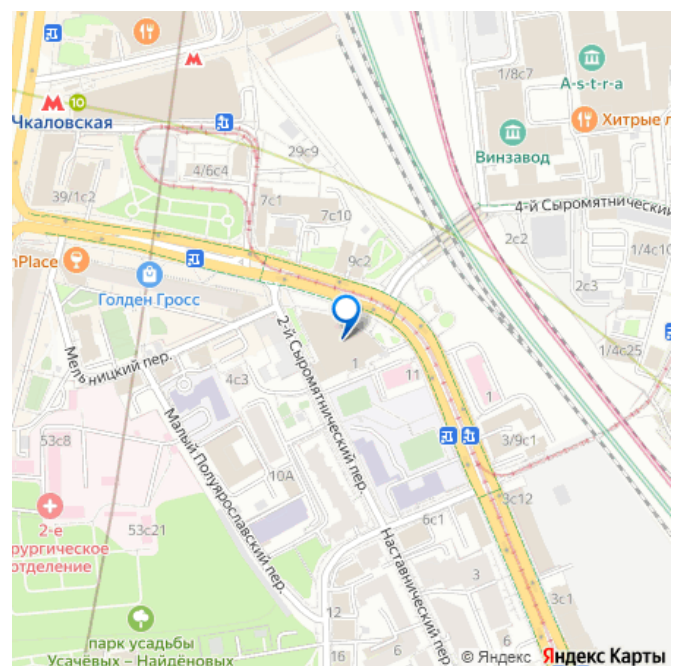 10
Чкаловская
1/8с7
A-s-t-r-a
Хитрые л
Винзавод
29с9
4/6с4
39/1с2
7с1
7с10
4-й Сыромятнический
2с2
1/4с10
nPlace
9с2
2с3
Голден Гросс
1/4с25
Мельницкий пер.
2-й Сыромятнический пер.
1
4с3
11
1
Малый Полуярославский пер.
53с8
3/9с1
10А
2-е
рургическое
отделение
53с21
3с12
6с1
Наставнический пер
3
12
3с1
парк усадьбы
Усачёвых – Найдёновых
16
6
6
© Яндекс Яндекс Карты